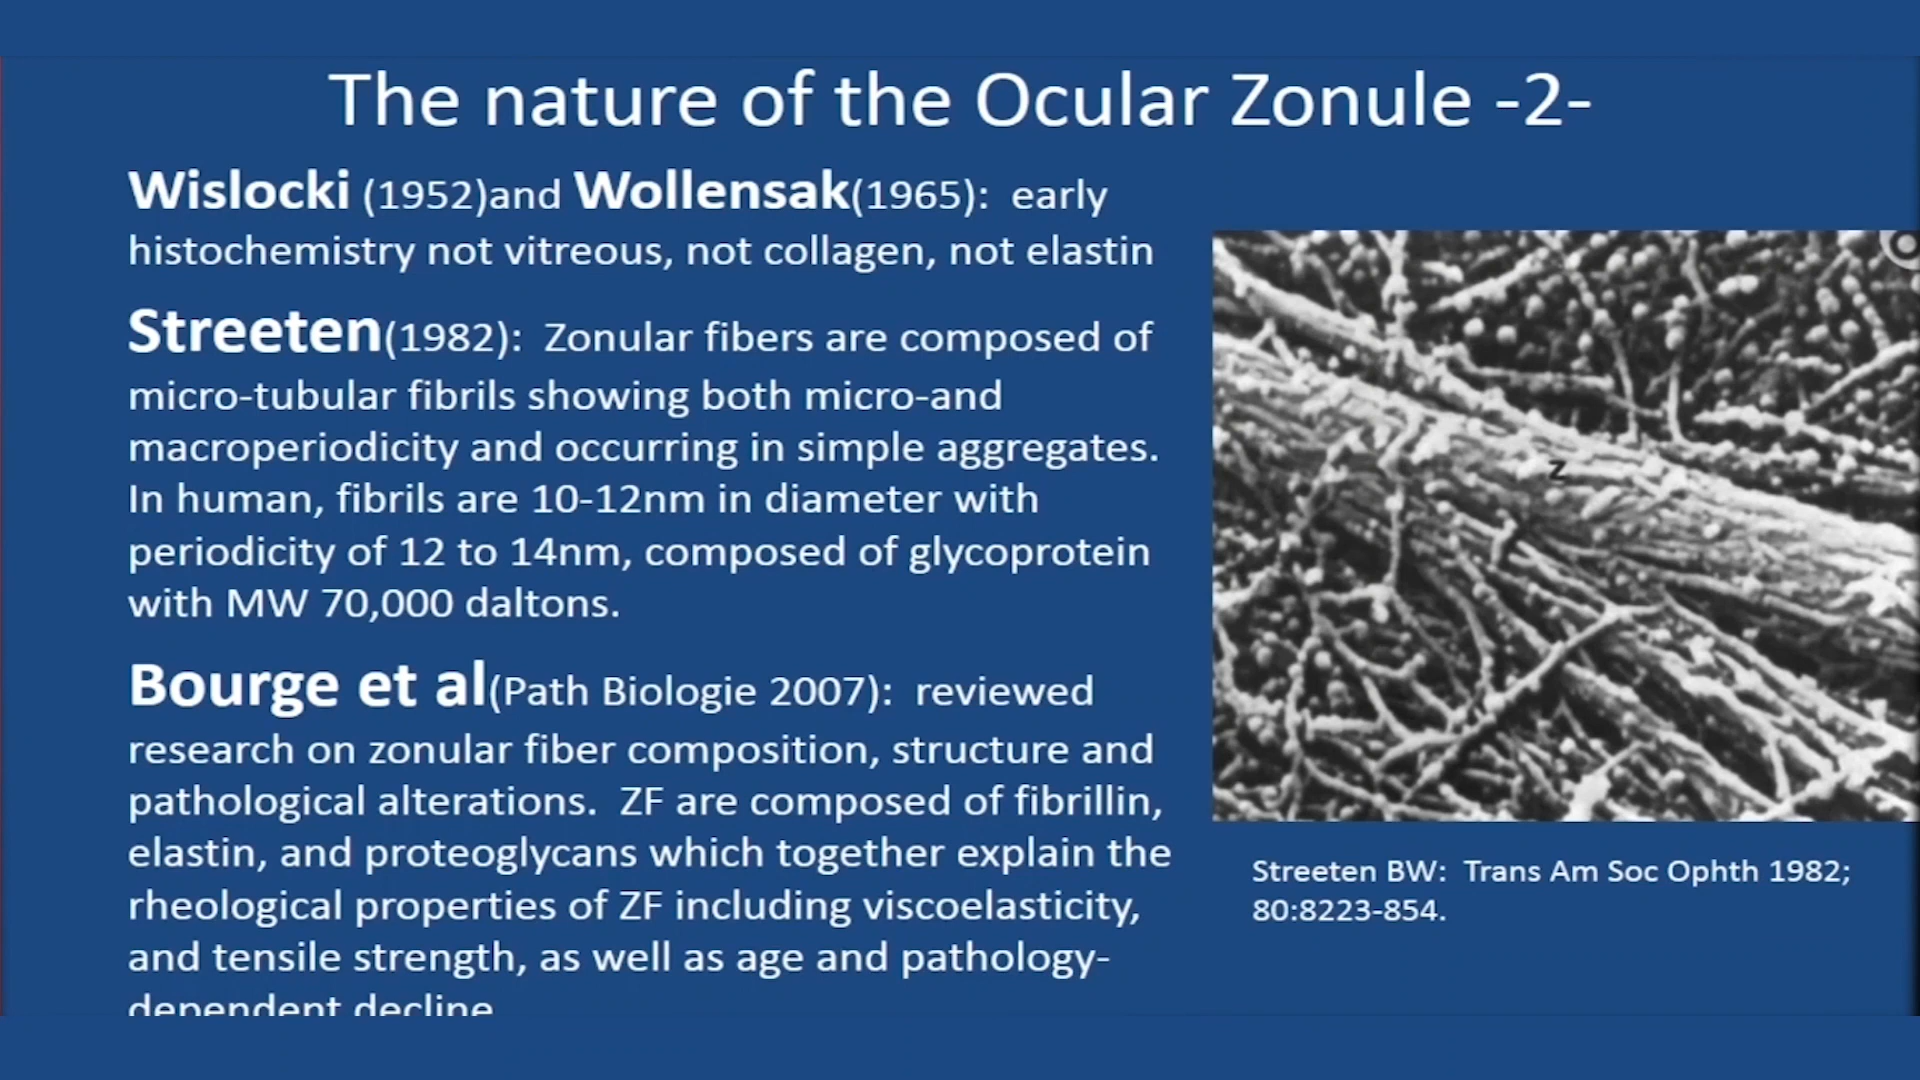 The nature of the Ocular Zonule -2-
Wislocki (1952)and Wollensak(1965):  early
histochemistry not vitreous, not collagen, not elastin
Streeten(1982):  Zonular fibers are composed of
micro-tubular fibrils showing both micro-and
macroperiodicity and occurring in simple aggregates.
In human, fibrils are 10-12nm in diameter with
periodicity of 12 to 14nm, composed of glycoprotein
with MW 70,000 daltons.
Bourge et al(Path Biologie 2007):  reviewed
research on zonular fiber composition, structure and
pathological alterations.  ZF are composed of fibrillin,
elastin, and proteoglycans which together explain the
rheological properties of ZF including viscoelasticity,
and tensile strength, as well as age and pathology-
dependent decline
z
Streeten BW:  Trans Am Soc Ophth 1982;
80:8223-854.